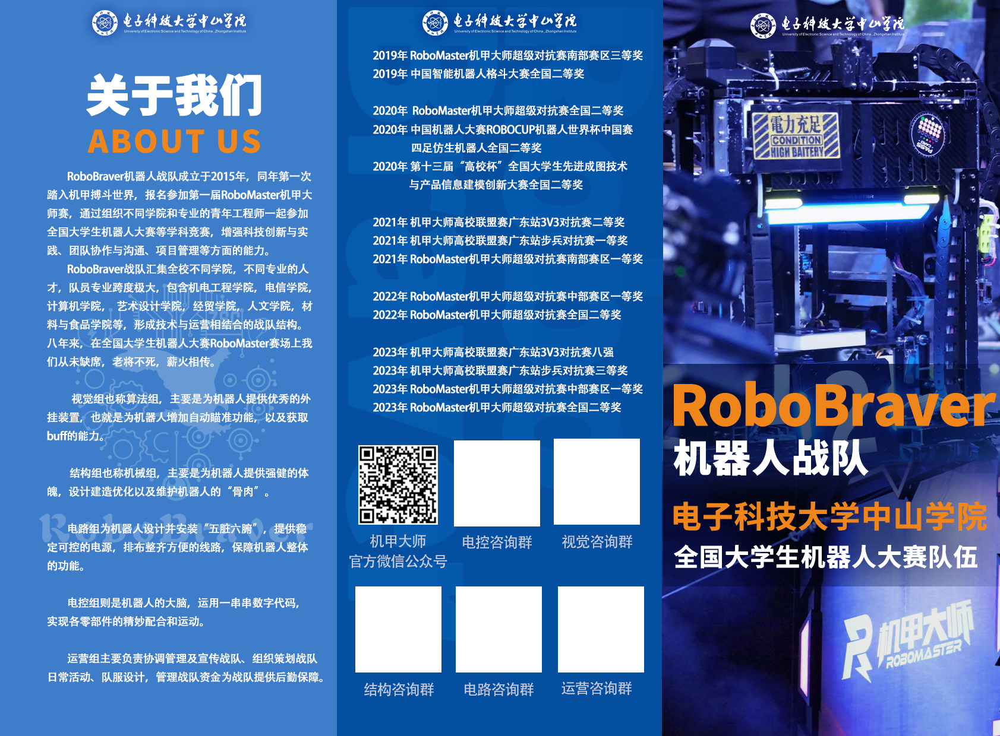 电子科技大学中山学院
University of Electronic Science and Technology of China , Zhongshan Institute
关于我们
ABOUT US
RoboBraver机器人战队成立于2015年，同年第一次
踏入机甲搏斗世界，报名参加第一届RoboMaster机甲大
师赛，通过组织不同学院和专业的青年工程师一起参加
全国大学生机器人大赛等学科竞赛，增强科技创新与实
践、团队协作与沟通、项目管理等方面的能力。
RoboBraver战队汇集全校不同学院，不同专业的人
才，队员专业跨度极大，包含机电工程学院，电信学院，
计算机学院， 艺术设计学院，经贸学院，人文学院，材
料与食品学院等，形成技术与运营相结合的战队结构。
八年来，在全国大学生机器人大赛RoboMaster赛场上我
们从未缺席，老将不死，薪火相传。
视觉组也称算法组，主要是为机器人提供优秀的外
挂装置，也就是为机器人增加自动瞄准功能，以及获取
buff的能力。
结构组也称机械组，主要是为机器人提供强健的体
魄，设计建造优化以及维护机器人的“骨肉”。
电路组为机器人设计并安装“五脏六腑”，提供稳
定可控的电源，排布整齐方便的线路，保障机器人整体
的功能。
电控组则是机器人的大脑，运用一串串数字代码，
实现各零部件的精妙配合和运动。
运营组主要负责协调管理及宣传战队、组织策划战队
日常活动、队服设计，管理战队资金为战队提供后勤保障。
RoboBraver
电子科技大学中山学院
University of Electronic Science and Technology of China , Zhongshan Institute
2019年 RoboMaster机甲大师超级对抗赛南部赛区三等奖
2019年 中国智能机器人格斗大赛全国二等奖
2020年 RoboMaster机甲大师超级对抗赛全国二等奖
2020年 中国机器人大赛ROBOCUP机器人世界杯中国赛
四足仿生机器人全国二等奖
2020年 第十三届“高校杯”全国大学生先进成图技术
与产品信息建模创新大赛全国二等奖
2021年 机甲大师高校联盟赛广东站3V3对抗赛二等奖
2021年 机甲大师高校联盟赛广东站步兵对抗赛一等奖
2021年 RoboMaster机甲大师超级对抗赛南部赛区一等奖
2022年 RoboMaster机甲大师超级对抗赛中部赛区一等奖
2022年 RoboMaster机甲大师超级对抗赛全国二等奖
2023年 机甲大师高校联盟赛广东站3V3对抗赛八强
2023年 机甲大师高校联盟赛广东站步兵对抗赛三等奖
2023年 RoboMaster机甲大师超级对抗赛中部赛区一等奖
2023年 RoboMaster机甲大师超级对抗赛全国二等奖
机甲大师
官方微信公众号
电控咨询群
视觉咨询群
结构咨询群
电路咨询群
运营咨询群
电子科技大学中山学院
University of Electronic Science and Technology of China , Zhongshan Institute
電力充足
CONDITION
HIGH BAITERY
PASS
CARD
RoboBraver
机器人战队
电子科技大学中山学院
全国大学生机器人大赛队伍
机甲大师
ROBOMASTER